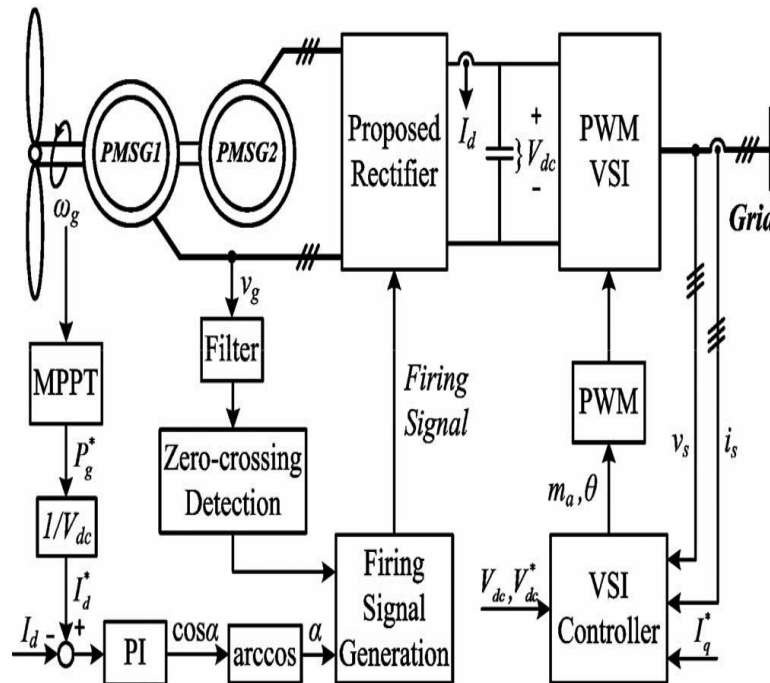 PMSG1
PMSG2
Proposed
Rectifier
I_d
+
V_dc
-
PWM
VSI
Grid
ω_g
v_g
Filter
Firing
Signal
PWM
MPPT
P_g^*
Zero-crossing
Detection
m_a,θ
v_s
i_s
1/V_dc
I_d^*
Firing
Signal
Generation
V_dc,V_dc^*
VSI
Controller
I_q^*
I_d
-
+
PI
cosα
arccos
α